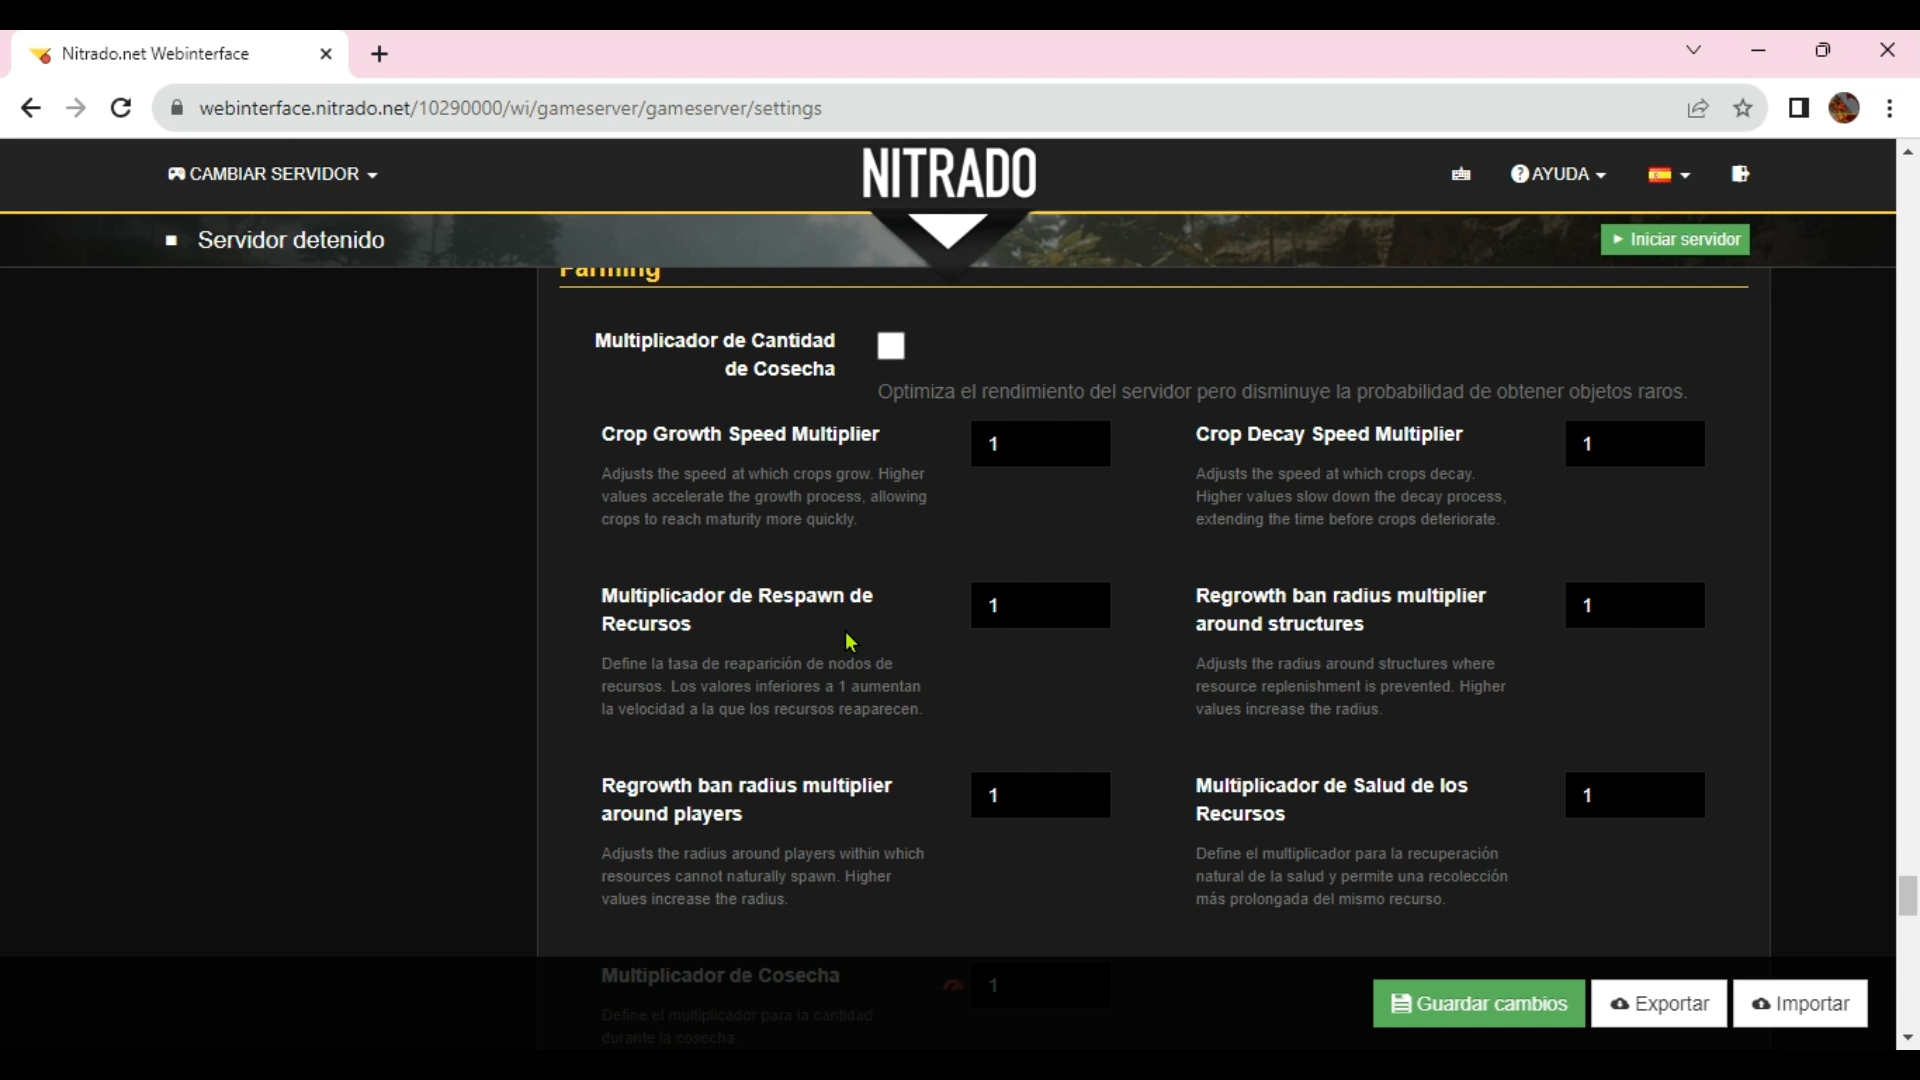 Nitrado.net Webinterface
webinterface.nitrado.net/10290000/wi/gameserver/gameserver/settings
CAMBIAR SERVIDOR
NITRADO
AYUDA
Servidor detenido
Iniciar servidor
Farming
Multiplicador de Cantidad
de Cosecha
Optimiza el rendimiento del servidor pero disminuye la probabilidad de obtener objetos raros.
Crop Growth Speed Multiplier
1
Adjusts the speed at which crops grow. Higher
values accelerate the growth process, allowing
crops to reach maturity more quickly.
Crop Decay Speed Multiplier
1
Adjusts the speed at which crops decay.
Higher values slow down the decay process,
extending the time before crops deteriorate.
Multiplicador de Respawn de
Recursos
1
Define la tasa de reaparición de nodos de
recursos. Los valores inferiores a 1 aumentan
la velocidad a la que los recursos reaparecen.
Regrowth ban radius multiplier
around structures
1
Adjusts the radius around structures where
resource replenishment is prevented. Higher
values increase the radius.
Regrowth ban radius multiplier
around players
1
Adjusts the radius around players within which
resources cannot naturally spawn. Higher
values increase the radius.
Multiplicador de Salud de los
Recursos
1
Define el multiplicador para la recuperación
natural de la salud y permite una recolección
más prolongada del mismo recurso.
Multiplicador de Cosecha
1
Define el multiplicador para la cantidad
durante la cosecha.
Guardar cambios
Exportar
Importar